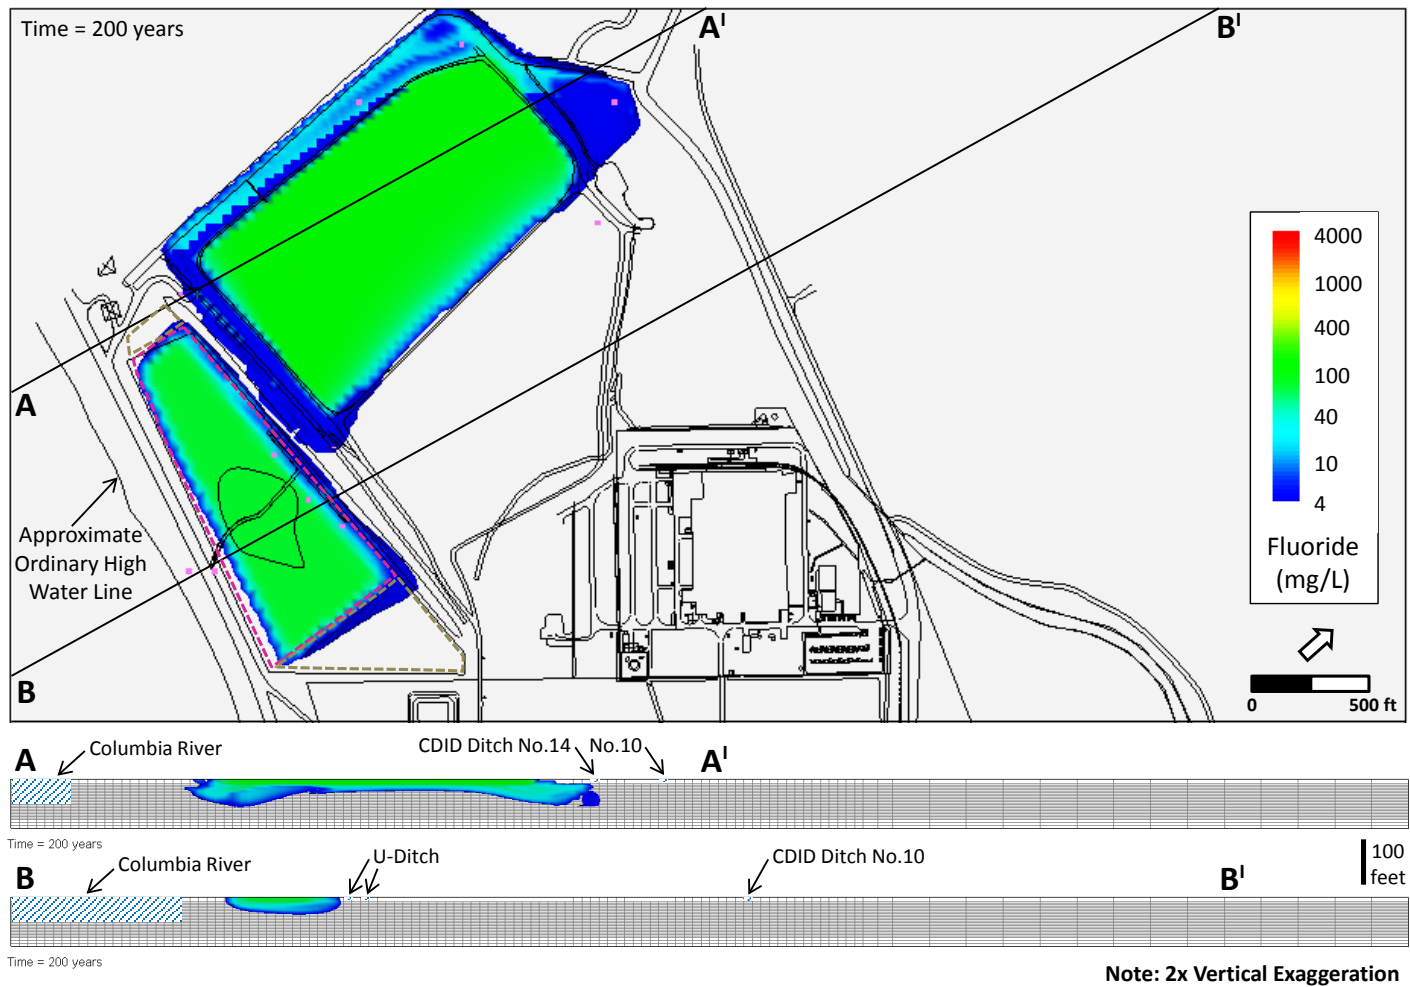 Time = 200 years
A'
B'
A
B
Approximate
Ordinary High
Water Line
4000
1000
400
100
40
10
4
Fluoride
(mg/L)
0 500 ft
A
Columbia River
CDID Ditch No.14
No.10
A'
Time = 200 years
100
feet
B
Columbia River
U-Ditch
CDID Ditch No.10
B'
Time = 200 years
Note: 2x Vertical Exaggeration